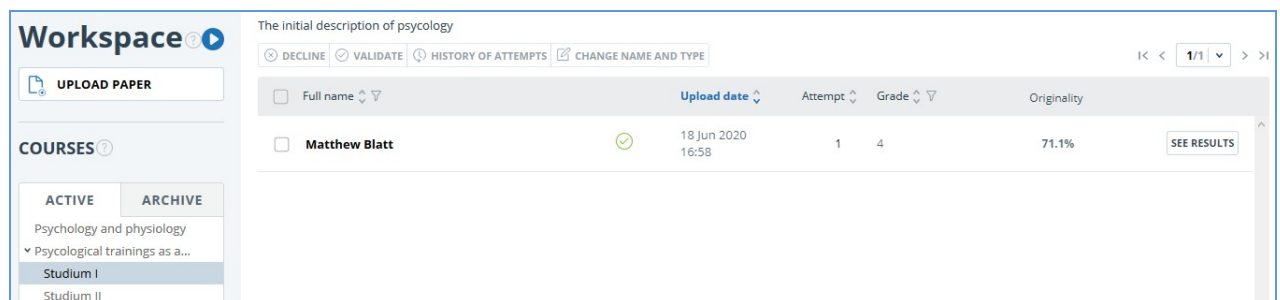 Workspace
UPLOAD PAPER
COURSES
ACTIVE ARCHIVE
Psychology and physiology
Psycological trainings as a...
Studium I
Studium II
The initial description of psycology
DECLINE VALIDATE HISTORY OF ATTEMPTS CHANGE NAME AND TYPE
1/1
Full name Upload date Attempt Grade Originality
Matthew Blatt 18 Jun 2020 16:58 1 4 71.1% SEE RESULTS